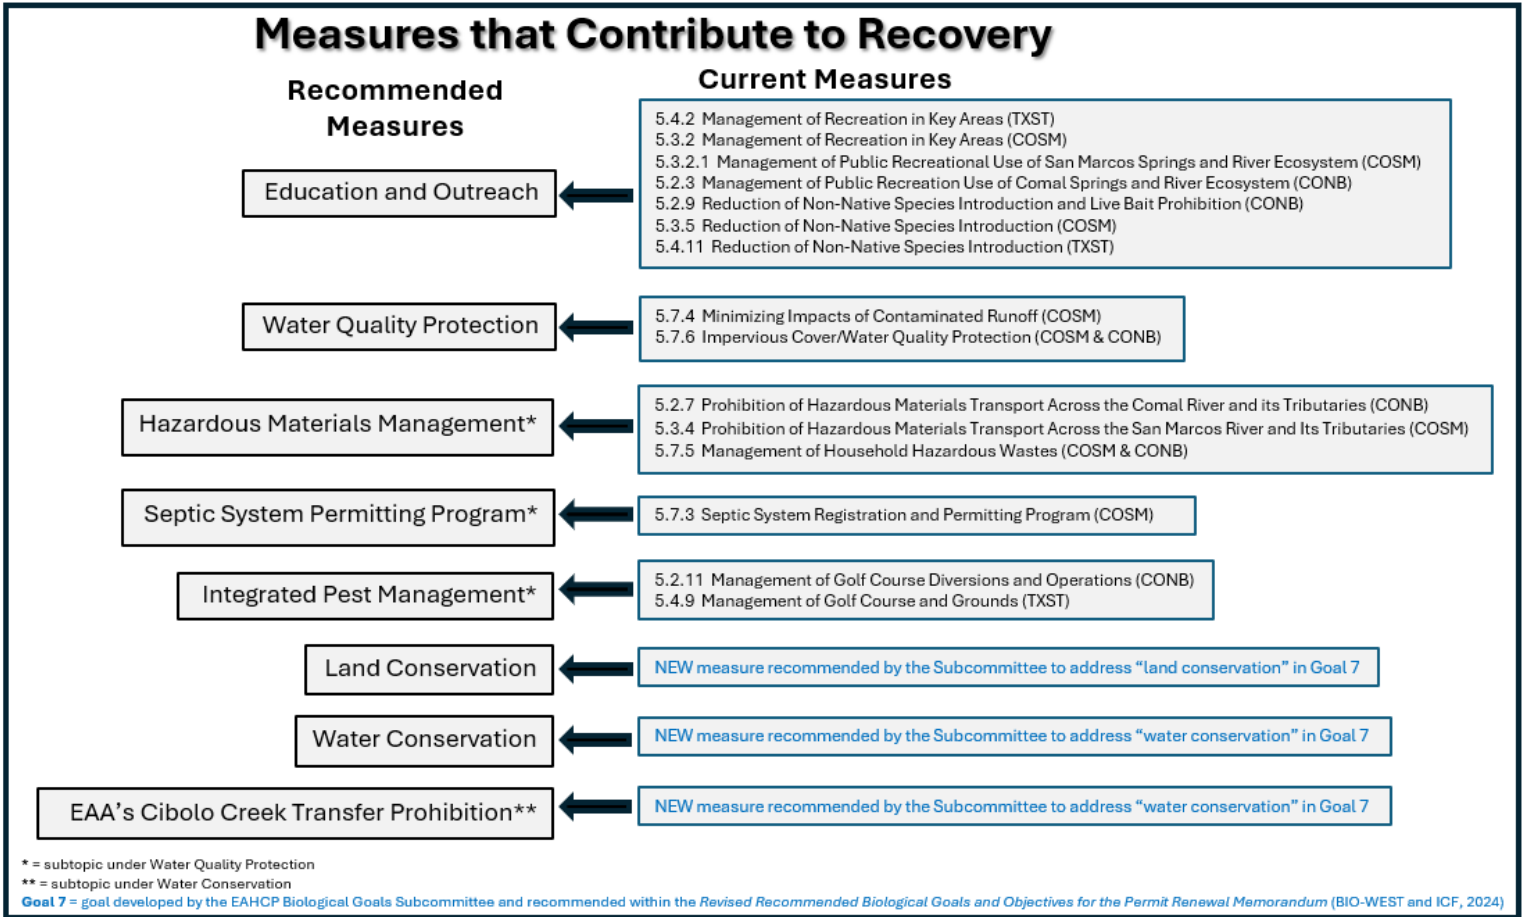 Measures that Contribute to Recovery
Recommended
Measures
Current Measures
Education and Outreach
5.4.2 Management of Recreation in Key Areas (TXST)
5.3.2 Management of Recreation in Key Areas (COSM)
5.3.2.1 Management of Public Recreational Use of San Marcos Springs and River Ecosystem (COSM)
5.2.3 Management of Public Recreation Use of Comal Springs and River Ecosystem (CONB)
5.2.9 Reduction of Non-Native Species Introduction and Live Bait Prohibition (CONB)
5.3.5 Reduction of Non-Native Species Introduction (COSM)
5.4.11 Reduction of Non-Native Species Introduction (TXST)
Water Quality Protection
5.7.4 Minimizing Impacts of Contaminated Runoff (COSM)
5.7.6 Impervious Cover/Water Quality Protection (COSM & CONB)
Hazardous Materials Management*
5.2.7 Prohibition of Hazardous Materials Transport Across the Comal River and its Tributaries (CONB)
5.3.4 Prohibition of Hazardous Materials Transport Across the San Marcos River and Its Tributaries (COSM)
5.7.5 Management of Household Hazardous Wastes (COSM & CONB)
Septic System Permitting Program*
5.7.3 Septic System Registration and Permitting Program (COSM)
Integrated Pest Management*
5.2.11 Management of Golf Course Diversions and Operations (CONB)
5.4.9 Management of Golf Course and Grounds (TXST)
Land Conservation
NEW measure recommended by the Subcommittee to address “land conservation” in Goal 7
Water Conservation
NEW measure recommended by the Subcommittee to address “water conservation” in Goal 7
EAA’s Cibolo Creek Transfer Prohibition**
NEW measure recommended by the Subcommittee to address “water conservation” in Goal 7
* = subtopic under Water Quality Protection
** = subtopic under Water Conservation
Goal 7 = goal developed by the EAHCP Biological Goals Subcommittee and recommended within the Revised Recommended Biological Goals and Objectives for the Permit Renewal Memorandum (BIO-WEST and ICF, 2024)